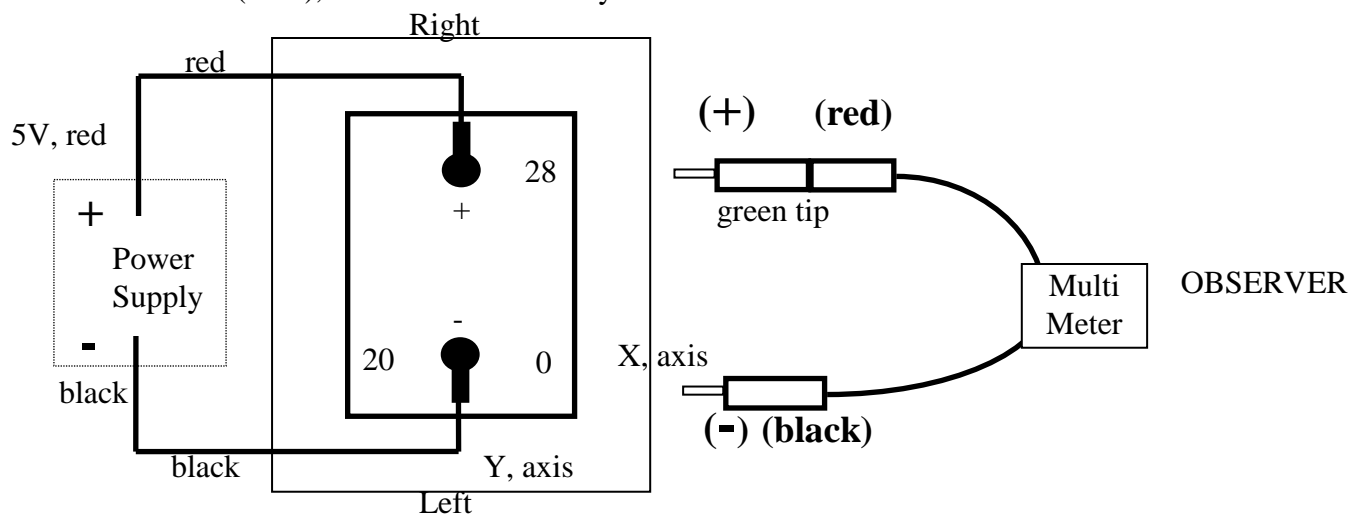 Right
red
5V, red
+
Power
Supply
-
black
black
28
+
-
20
0
X, axis
Y, axis
Left
(+)
(red)
green tip
Multi
Meter
OBSERVER
(-) (black)